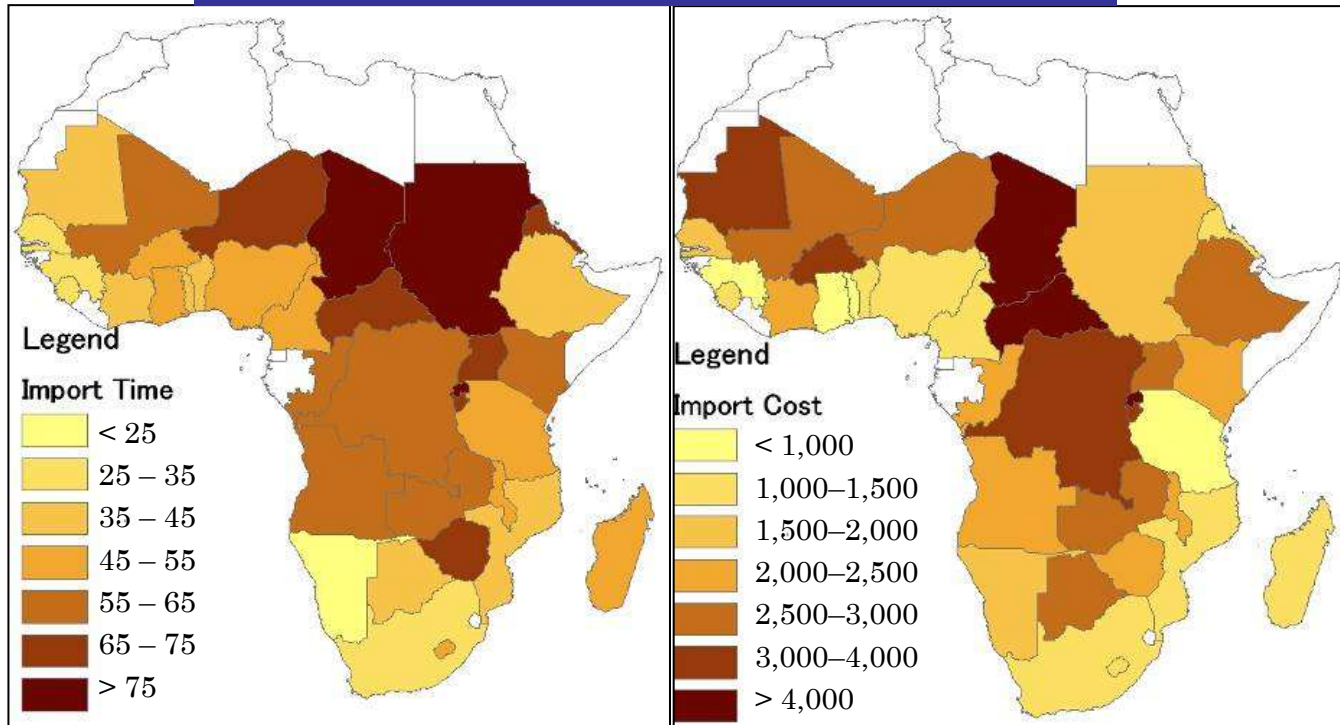 Legend
Import Time
< 25
25 – 35
35 – 45
45 – 55
55 – 65
65 – 75
> 75
Legend
Import Cost
< 1,000
1,000–1,500
1,500–2,000
2,000–2,500
2,500–3,000
3,000–4,000
> 4,000